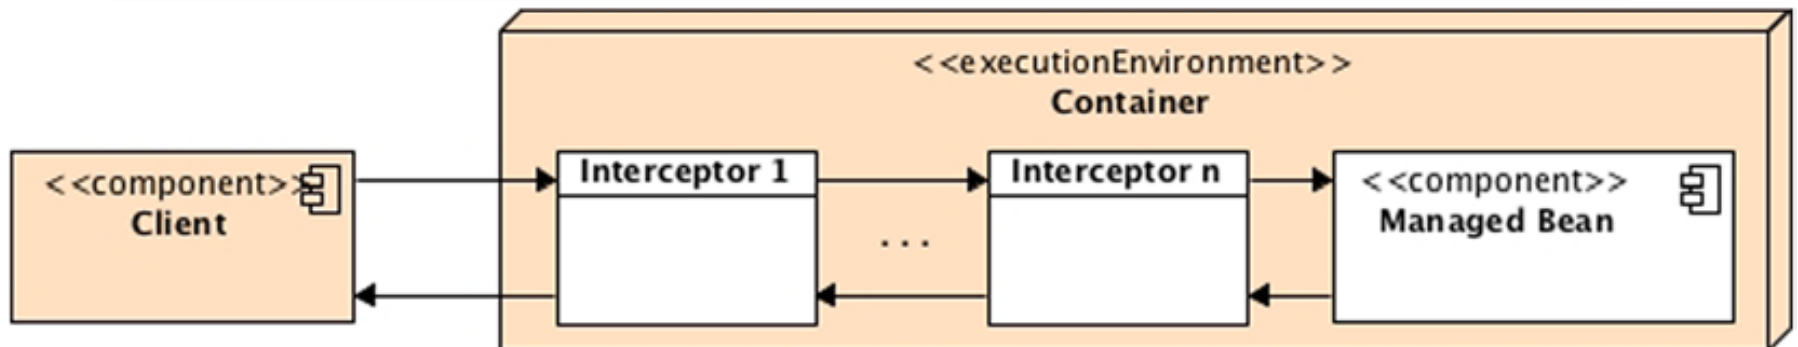 <<executionEnvironment>>
Container
<<component>>
Client
Interceptor 1
...
Interceptor n
<<component>>
Managed Bean